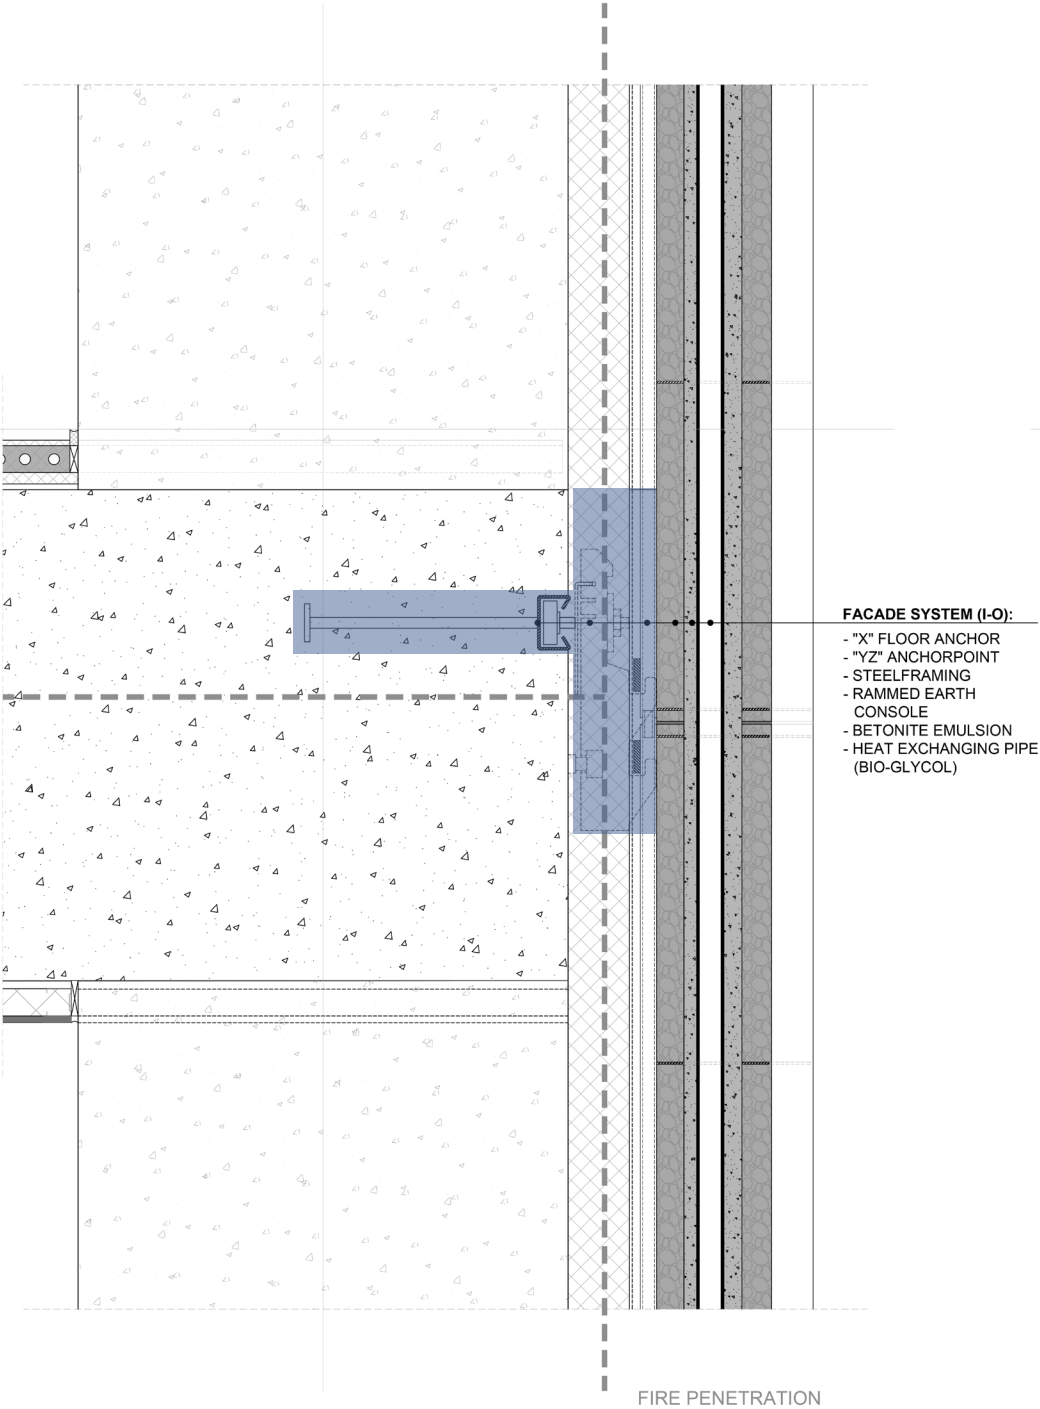 FACADE SYSTEM (I-O):
- "X" FLOOR ANCHOR
- "YZ" ANCHORPOINT
- STEELFRAMING
- RAMMED EARTH
CONSOLE
- BETONITE EMULSION
- HEAT EXCHANGING PIPE
(BIO-GLYCOL)
FIRE PENETRATION